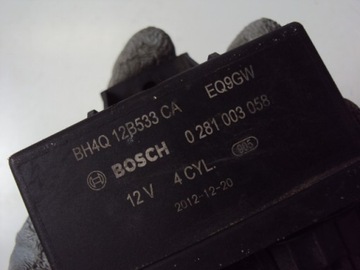 BH4Q 12B533 CA EQ9GW
BOSCH 0 281 003 058
12 V 4 CYL.
2012-12-20